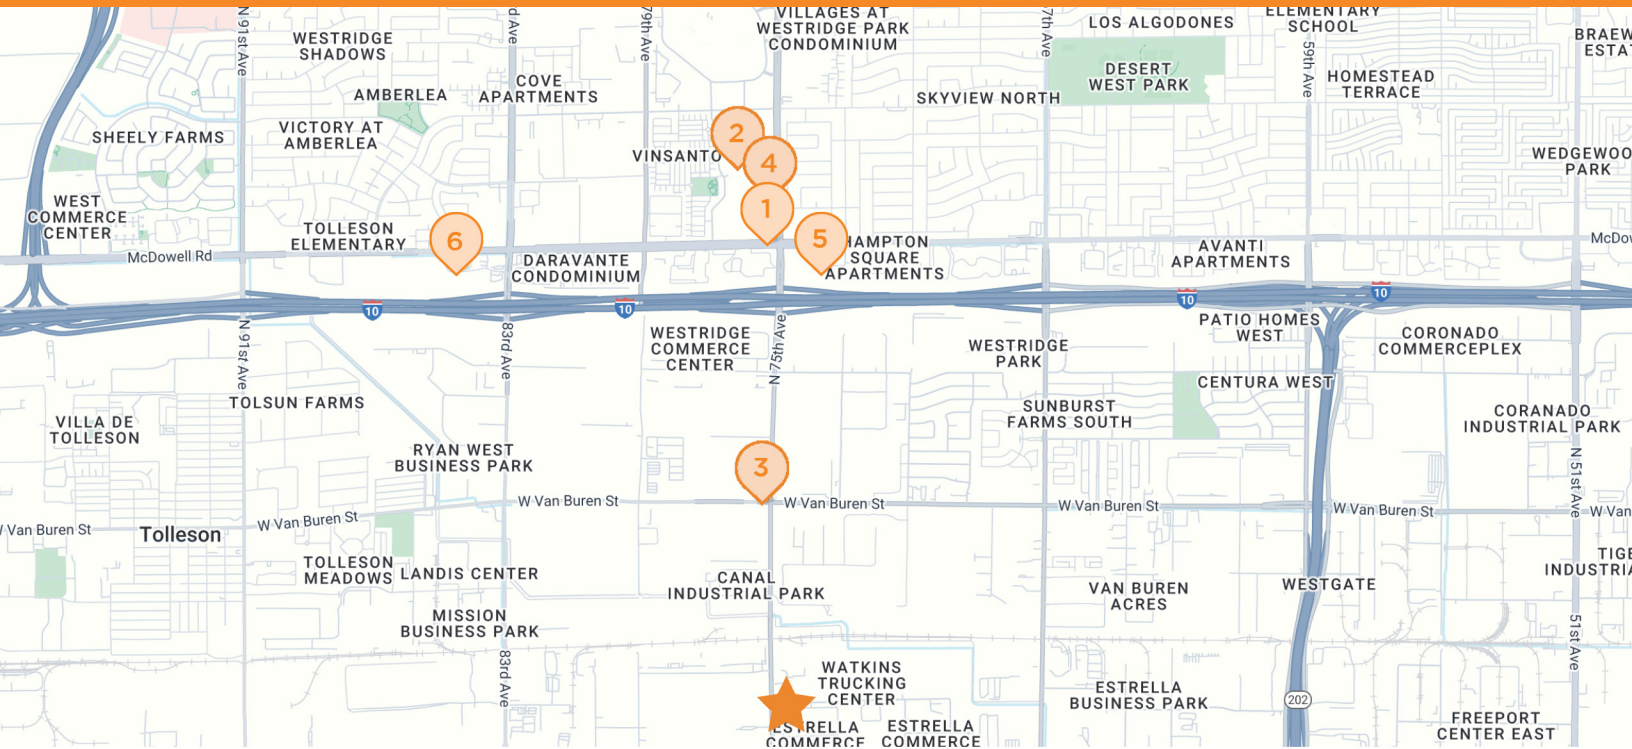 VILLAGES AT
WESTRIDGE PARK
CONDOMINIUM
LOS ALGODONES
ELEMENTARY
SCHOOL
N 91st Ave
d Ave
79th Ave
7th Ave
59th Ave
BRAEW
ESTA
WESTRIDGE
SHADOWS
COVE
APARTMENTS
AMBERLEA
DESERT
WEST PARK
HOMESTEAD
TERRACE
SKYVIEW NORTH
SHEELY FARMS
VICTORY AT
AMBERLEA
2
4
VINSANTO
WEDGEWOO
PARK
WEST
COMMERCE
CENTER
1
TOLLESON
ELEMENTARY
6
5
HAMPTON
SQUARE
APARTMENTS
AVANTI
APARTMENTS
McDowell Rd
McDo
DARAVANTE
CONDOMINIUM
10
10
10
10
N 91st Ave
83rd Ave
N 75th Ave
WESTRIDGE
COMMERCE
CENTER
WESTRIDGE
PARK
PATIO HOMES
WEST
CORONADO
COMMERCEPLEX
CENTURA WEST
TOLSUN FARMS
VILLA DE
TOLLESON
SUNBURST
FARMS SOUTH
CORANADO
INDUSTRIAL PARK
RYAN WEST
BUSINESS PARK
3
N 51st Ave
W Van Buren St
W Van Buren St
W Van Buren St
W Van Buren St
W Van Buren St
W Van Buren St
W Van
Tolleson
TOLLESON
MEADOWS
LANDIS CENTER
CANAL
INDUSTRIAL PARK
VAN BUREN
ACRES
WESTGATE
TIGE
INDUSTRIA
MISSION
BUSINESS PARK
51st Ave
83rd Ave
WATKINS
TRUCKING
CENTER
ESTRELLA
BUSINESS PARK
202
ESTRELLA
COMMERCE
ESTRELLA
COMMERCE
FREEPORT
CENTER EAST